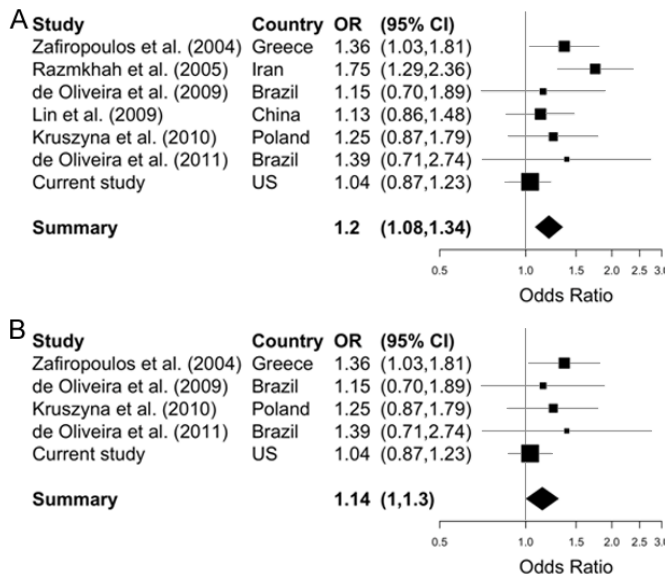 A
Study Country OR (95% CI)
Zafiropoulos et al. (2004) Greece 1.36 (1.03,1.81)
Razmkhah et al. (2005) Iran 1.75 (1.29,2.36)
de Oliveira et al. (2009) Brazil 1.15 (0.70,1.89)
Lin et al. (2009) China 1.13 (0.86,1.48)
Kruszyna et al. (2010) Poland 1.25 (0.87,1.79)
de Oliveira et al. (2011) Brazil 1.39 (0.71,2.74)
Current study US 1.04 (0.87,1.23)
Summary 1.2 (1.08,1.34)
0.5 1.0 1.5 2.0 2.5 3.0
Odds Ratio
B
Study Country OR (95% CI)
Zafiropoulos et al. (2004) Greece 1.36 (1.03,1.81)
de Oliveira et al. (2009) Brazil 1.15 (0.70,1.89)
Kruszyna et al. (2010) Poland 1.25 (0.87,1.79)
de Oliveira et al. (2011) Brazil 1.39 (0.71,2.74)
Current study US 1.04 (0.87,1.23)
Summary 1.14 (1,1.3)
0.5 1.0 1.5 2.0 2.5 3.0
Odds Ratio